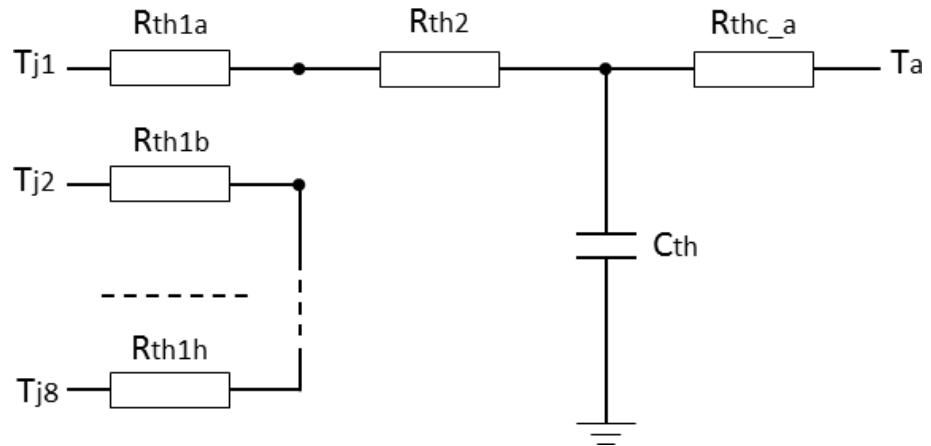 Rth1a
Rth2
Rthc_a
Tj1
Ta
Rth1b
Tj2
Cth
Rth1h
Tj8